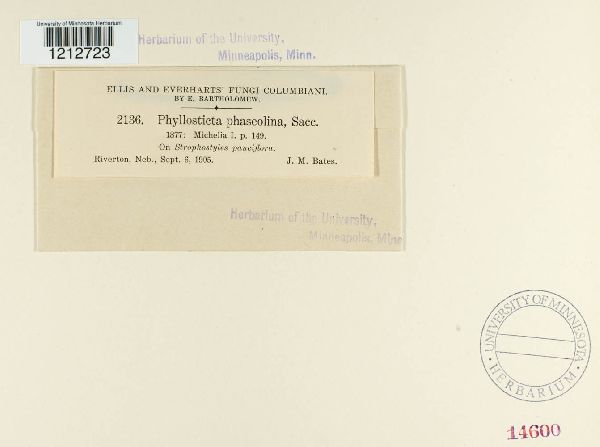 University of Minnesota Herbarium
1212723
Herbarium of the University,
Minneapolis, Minn.
ELLIS AND EVERHARTS' FUNGI COLUMBIANI,
BY E. BARTHOLOMEW.
2136. Phyllosticta phaseolina, Sacc.
1877: Michelia I. p. 149.
On Strophostyles pauciflora.
Riverton, Neb., Sept. 8, 1905. J. M. Bates.
Herbarium of the University,
Minneapolis, Minn
UNIVERSITY OF MINNESOTA
HERBARIUM
14600